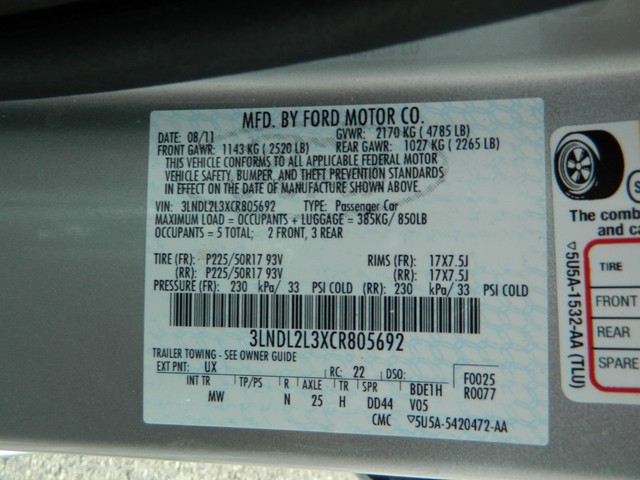 MFD. BY FORD MOTOR CO.
DATE: 08/11 GVWR: 2170 KG ( 4785 LB)
FRONT GAWR: 1143 KG ( 2520 LB) REAR GAWR: 1027 KG ( 2265 LB)
THIS VEHICLE CONFORMS TO ALL APPLICABLE FEDERAL MOTOR
VEHICLE SAFETY, BUMPER, AND THEFT PREVENTION STANDARDS
IN EFFECT ON THE DATE OF MANUFACTURE SHOWN ABOVE.
VIN: 3LNDL2L3XCR805692 TYPE: Passenger Car
MAXIMUM LOAD = OCCUPANTS + LUGGAGE = 385KG/ 850LB
OCCUPANTS = 5 TOTAL; 2 FRONT, 3 REAR
TIRE (FR): P225/50R17 93V RIMS (FR): 17X7.5J
(RR): P225/50R17 93V (RR): 17X7.5J
PRESSURE (FR): 230 kPa/ 33 PSI COLD (RR): 230 kPa/ 33 PSI COLD
3LNDL2L3XCR805692
TRAILER TOWING - SEE OWNER GUIDE
EXT PNT: UX RC: 22 DSO: F0025
INT TR TP/PS R AXLE TR SPR BDE1H R0077
MW N 25 H DD44 V05
CMC ▽5U5A-5420472-AA
The comb
and ca
TIRE
FRONT
REAR
SPARE
▽5U5A-1532-AA (TLU)